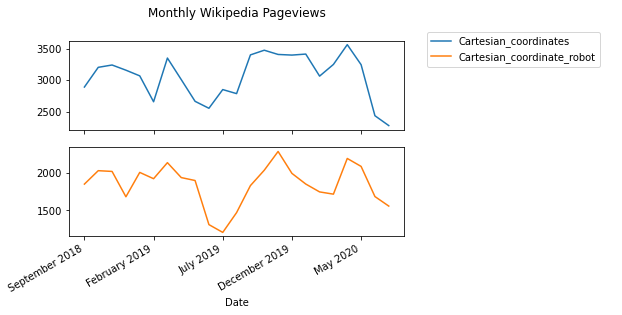 Monthly Wikipedia Pageviews
Cartesian_coordinates
Cartesian_coordinate_robot
3500
3000
2500
2000
1500
September 2018
February 2019
July 2019
December 2019
May 2020
Date